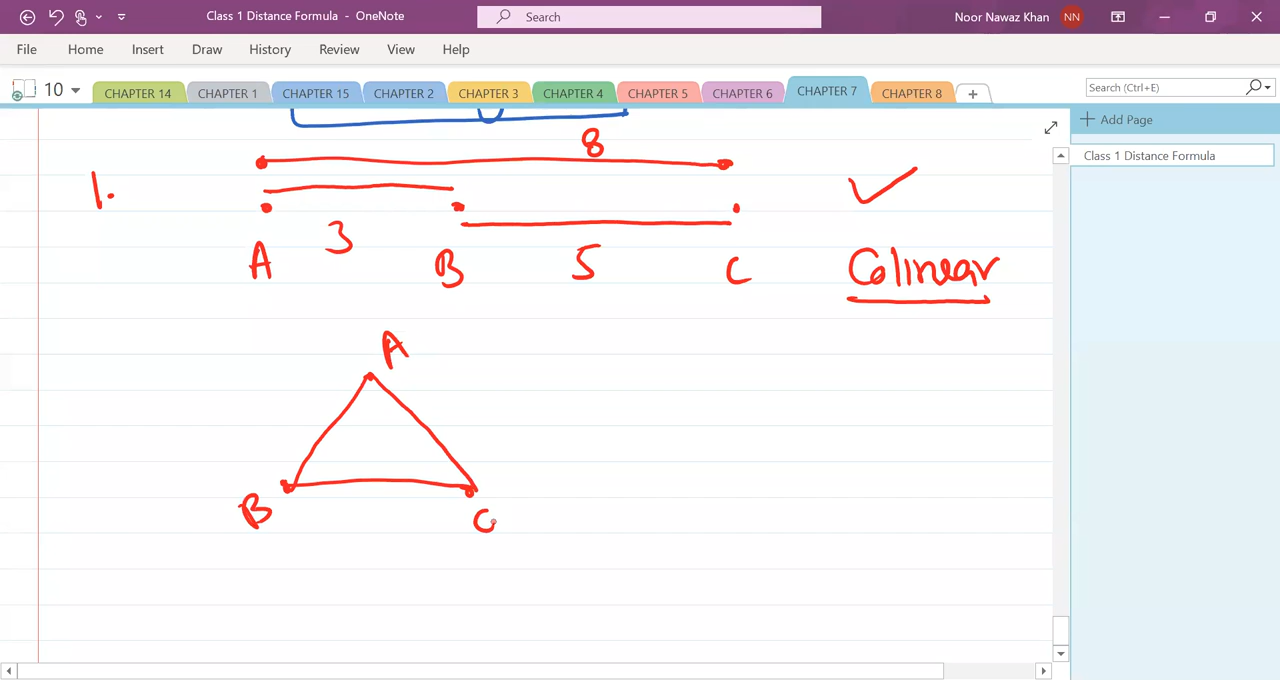 Class 1 Distance Formula - OneNote
Search
Noor Nawaz Khan NN
File Home Insert Draw History Review View Help
10 CHAPTER 14 CHAPTER 1 CHAPTER 15 CHAPTER 2 CHAPTER 3 CHAPTER 4 CHAPTER 5 CHAPTER 6 CHAPTER 7 CHAPTER 8
Search (Ctrl+E)
Add Page
Class 1 Distance Formula
8
1.
3 5
A B C Colinear
A
B C